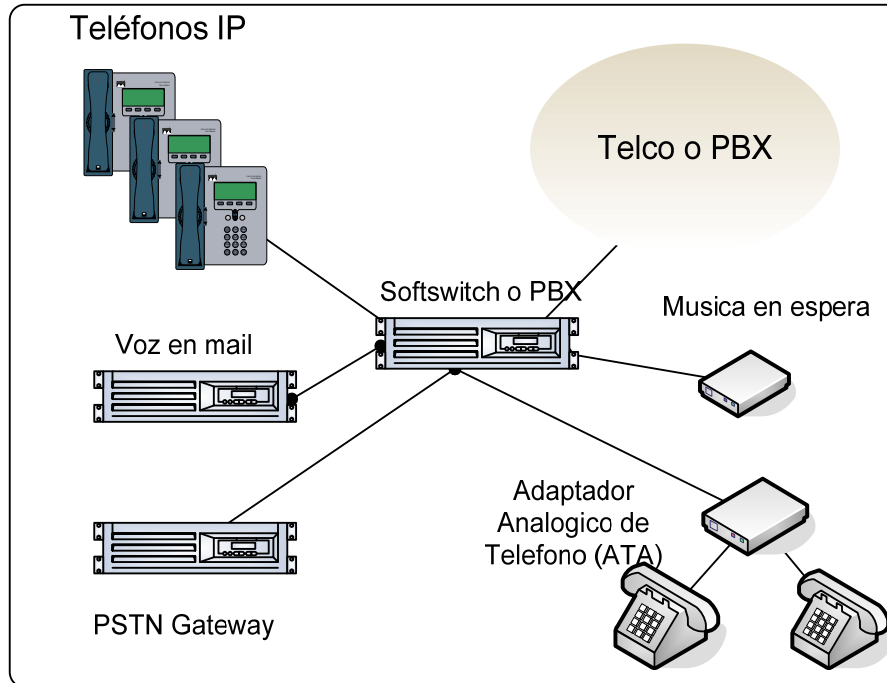 Teléfonos IP
Telco o PBX
Softswitch o PBX
Musica en espera
Voz en mail
Adaptador
Analogico de
Telefono (ATA)
PSTN Gateway